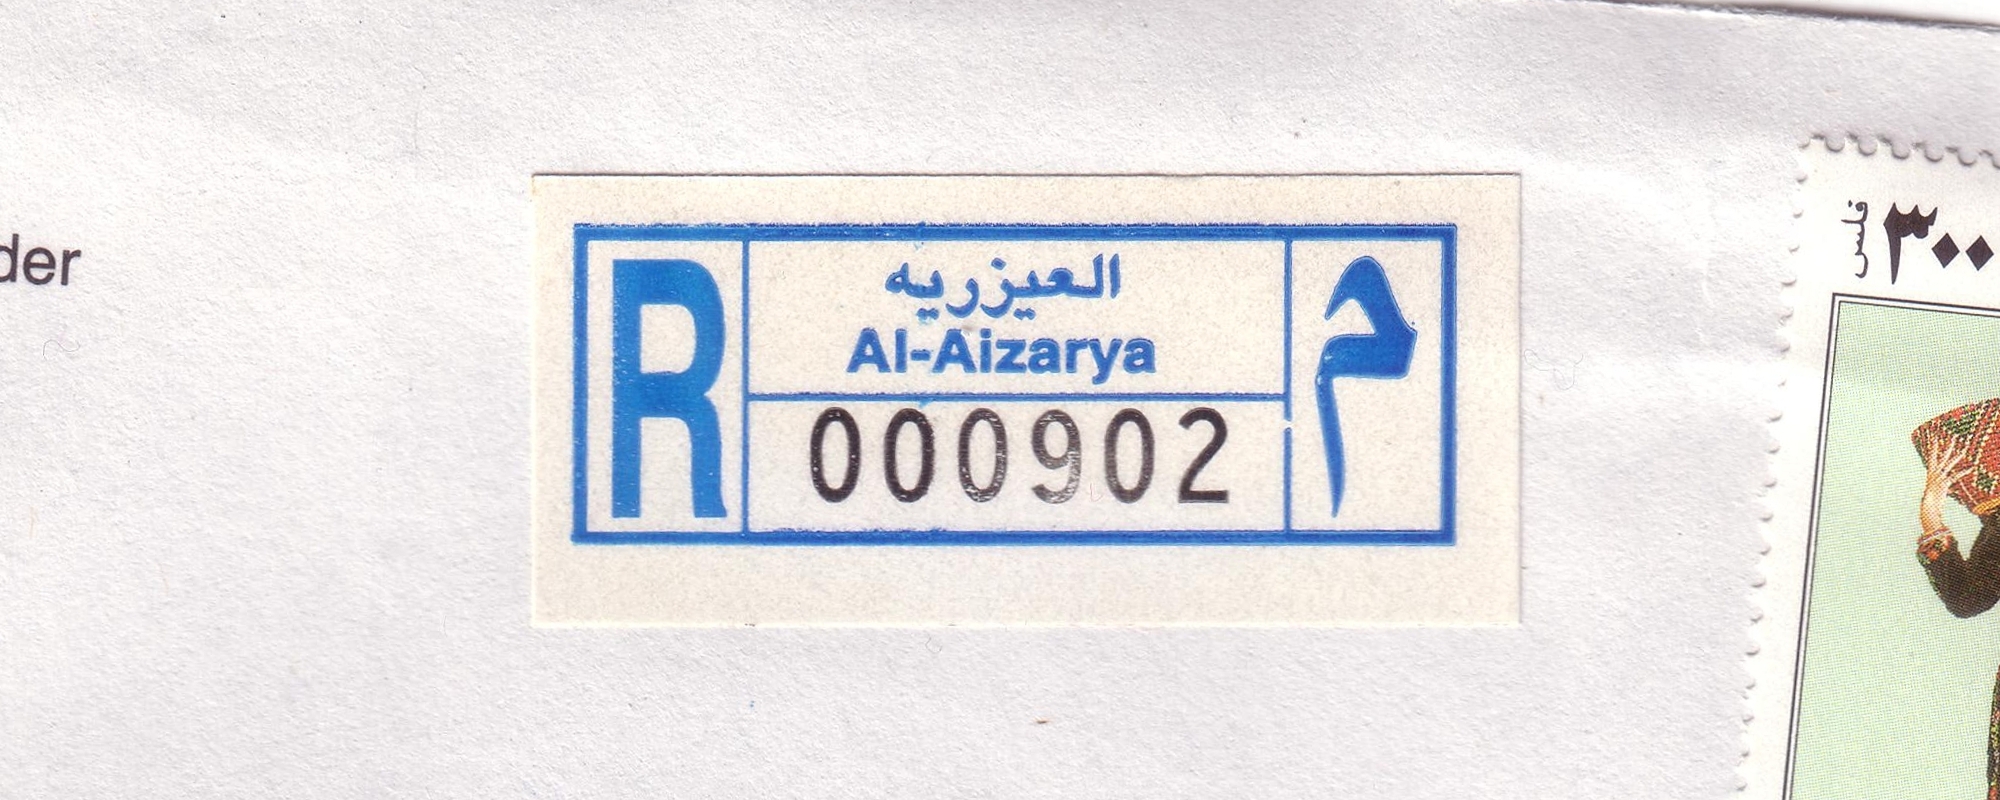 der
R
العيزريه
Al-Aizarya
000902
م
٣٠٠
فلس